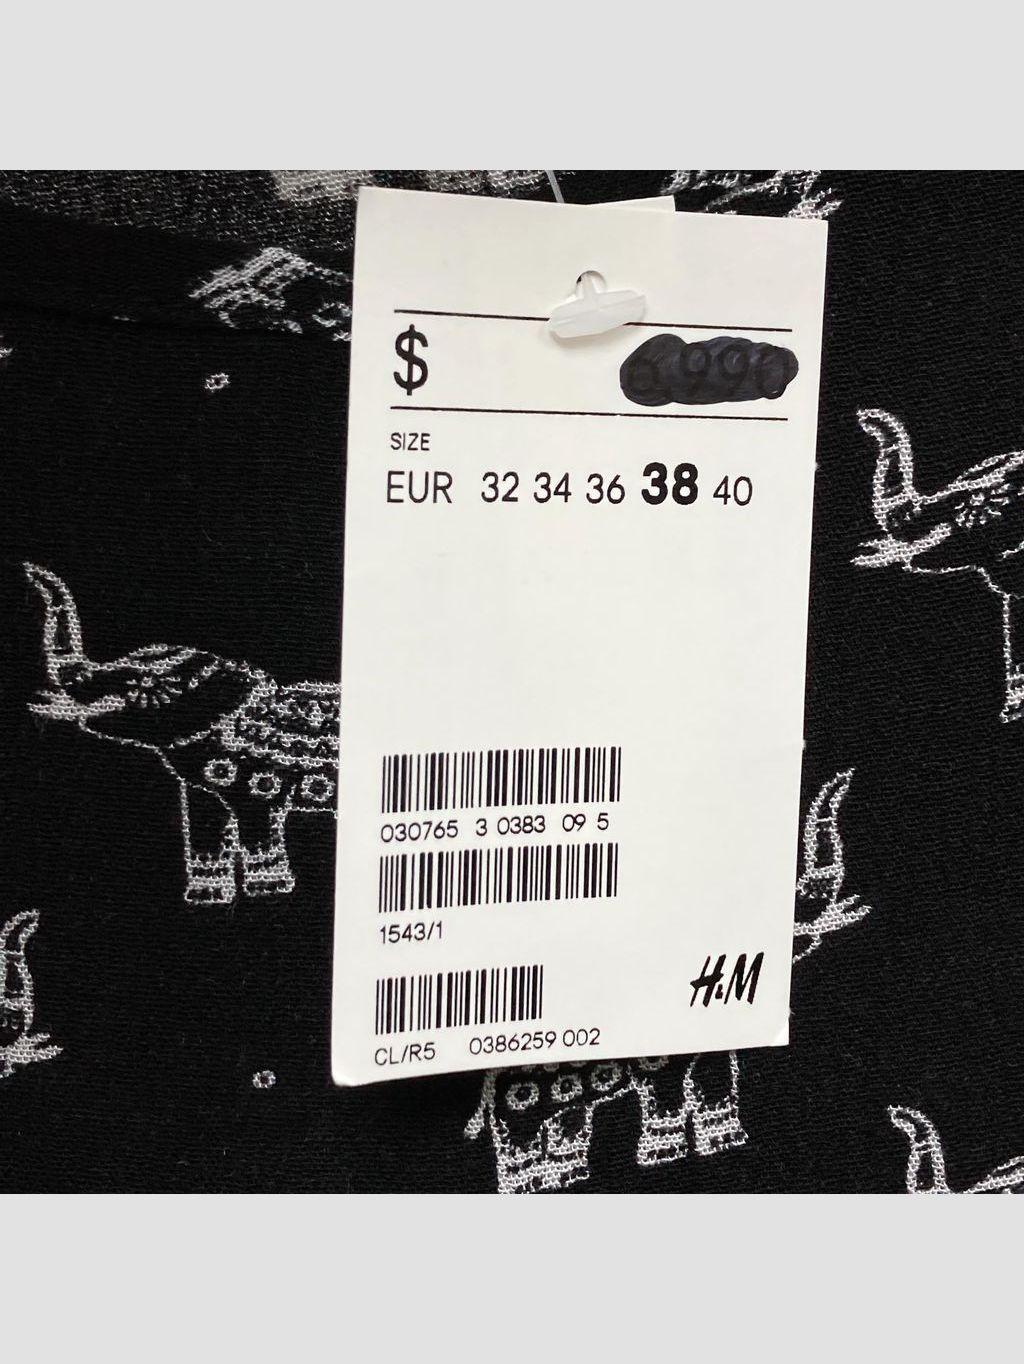 $
SIZE
EUR 32 34 36 38 40
030765 3 0383 09 5
1543/1
H&M
CL/R5 0386259 002